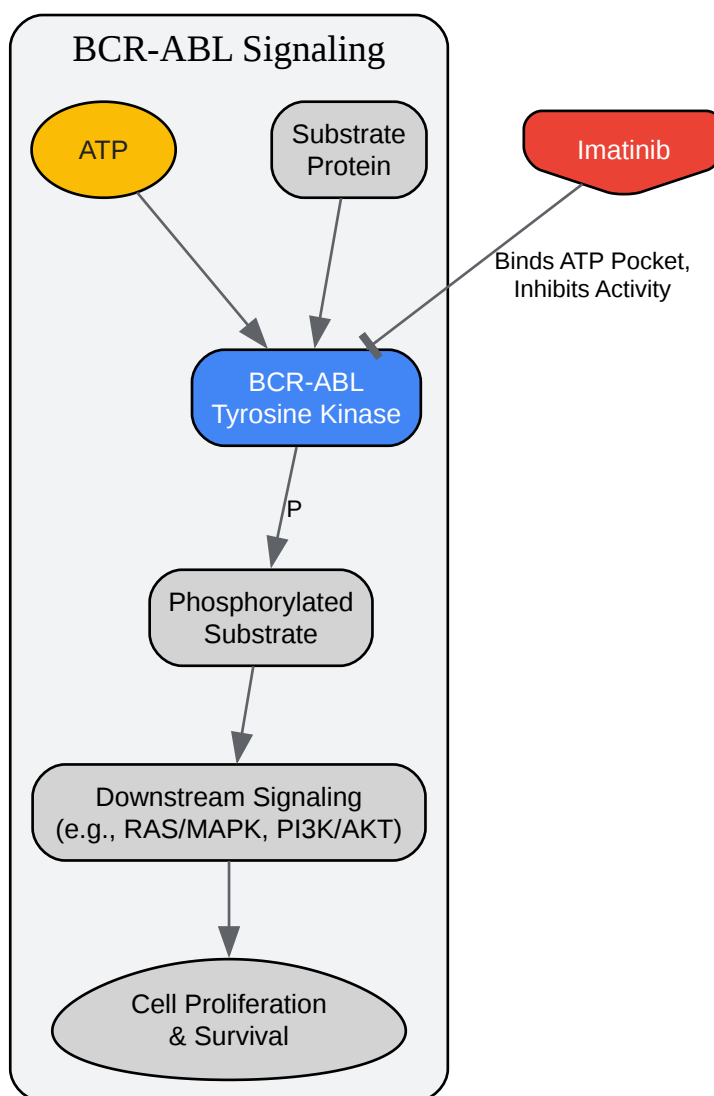 BCR-ABL Signaling
ATP
Substrate
Protein
Imatinib
Binds ATP Pocket,
Inhibits Activity
BCR-ABL
Tyrosine Kinase
P
Phosphorylated
Substrate
Downstream Signaling
(e.g., RAS/MAPK, PI3K/AKT)
Cell Proliferation
& Survival